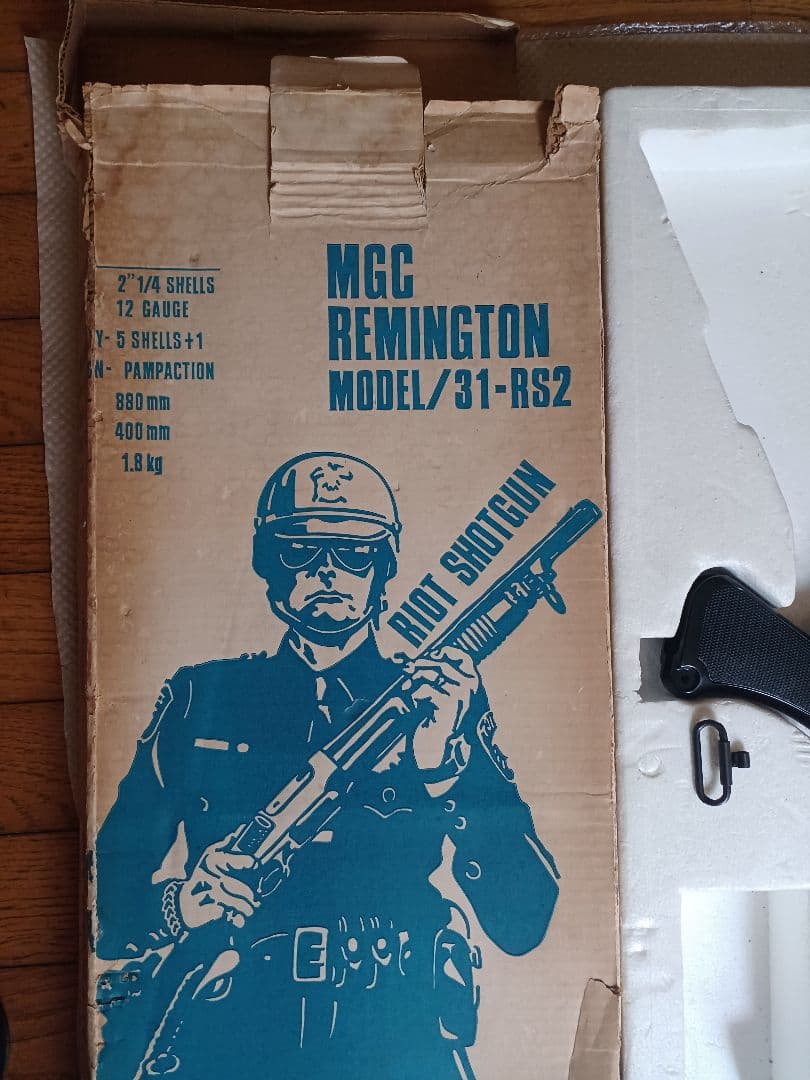 2" 1/4 SHELLS
12 GAUGE
Y- 5 SHELLS+1
N- PAMPACTION
880mm
400mm
1.8kg
MGC
REMINGTON
MODEL/31-RS2
RIOT SHOTGUN